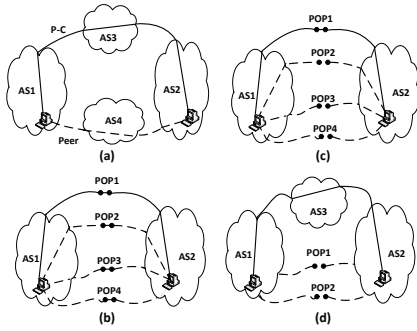 P-C
AS3
AS1
AS2
AS4
Peer
(a)
POP1
POP2
AS1
AS2
POP3
POP4
(c)
POP1
POP2
AS1
AS2
POP3
POP4
(b)
AS3
AS1
AS2
POP1
POP2
(d)